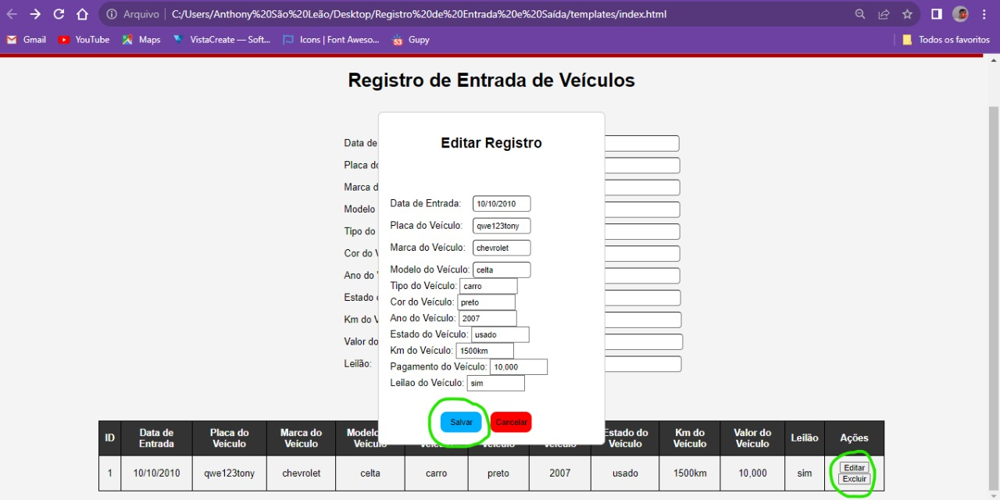 Arquivo C:/Users/Anthony%20São%20Leão/Desktop/Registro%20de%20Entrada%20e%20Saída/templates/index.html
Gmail YouTube Maps VistaCreate — Soft... Icons | Font Aweso... 53 Gupy Todos os favoritos
Registro de Entrada de Veículos
Editar Registro
Data de
Placa do
Marca d
Modelo
Tipo do
Cor do V
Ano do
Estado
Km do V
Valor do
Leilão:
Data de Entrada: 10/10/2010
Placa do Veículo: qwe123tony
Marca do Veículo: chevrolet
Modelo do Veículo: celta
Tipo do Veículo: carro
Cor do Veículo: preto
Ano do Veículo: 2007
Estado do Veículo: usado
Km do Veículo: 1500km
Pagamento do Veículo: 10,000
Leilao do Veículo: sim
Salvar Cancelar
ID Data de Entrada Placa do Veículo Marca do Veículo Modelo Veículo Veículo Veículo Veículo Estado do Veículo Km do Veículo Valor do Veículo Leilão Ações
1 10/10/2010 qwe123tony chevrolet celta carro preto 2007 usado 1500km 10,000 sim Editar
Excluir